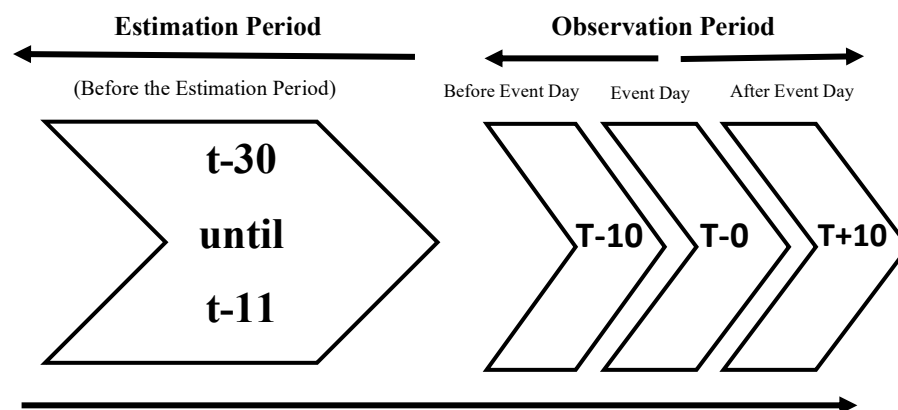 Estimation Period
Observation Period
(Before the Estimation Period)
Before Event Day
Event Day
After Event Day
t-30
until
t-11
T-10
T-0
T+10